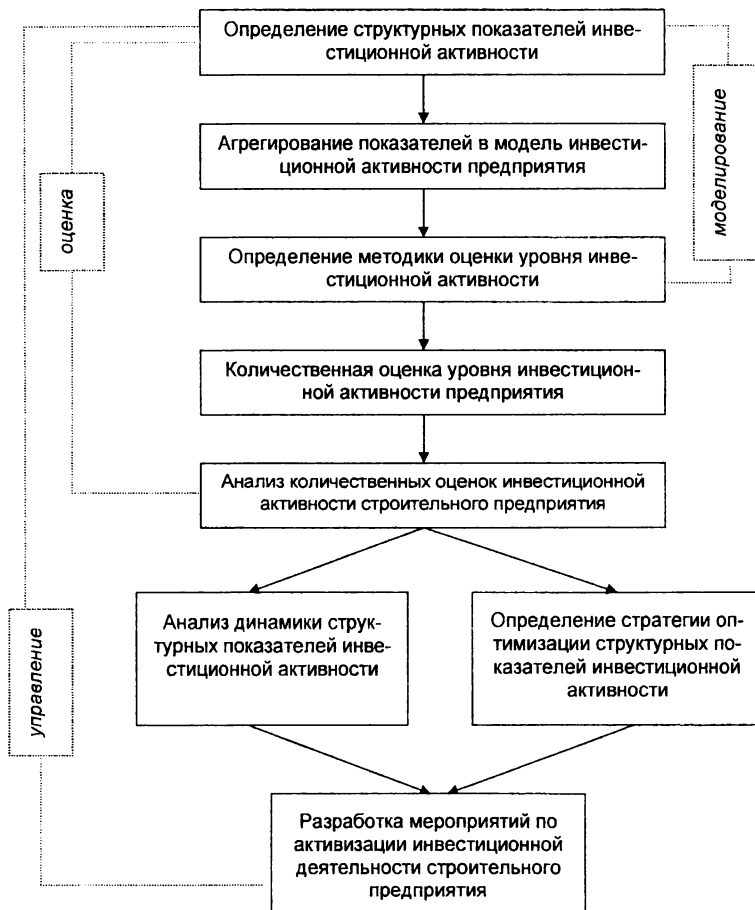 Определение структурных показателей инве-
стиционной активности
моделирование
Агрегирование показателей в модель инвести-
ционной активности предприятия
оценка
Определение методики оценки уровня инве-
стиционной активности
Количественная оценка уровня инвестицион-
ной активности предприятия
Анализ количественных оценок инвестиционной
активности строительного предприятия
управление
Анализ динамики струк-
турных показателей инве-
стиционной активности
Определение стратегии оп-
тимизации структурных по-
казателей инвестиционной
активности
Разработка мероприятий по
активизации инвестиционной
деятельности строительного
предприятия